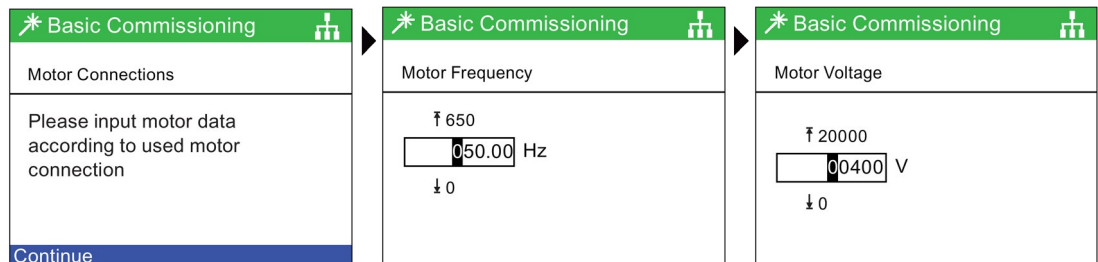 Basic Commissioning
Motor Connections
Please input motor data
according to used motor
connection
Continue
Basic Commissioning
Motor Frequency
650
050.00 Hz
0
Basic Commissioning
Motor Voltage
20000
00400 V
0